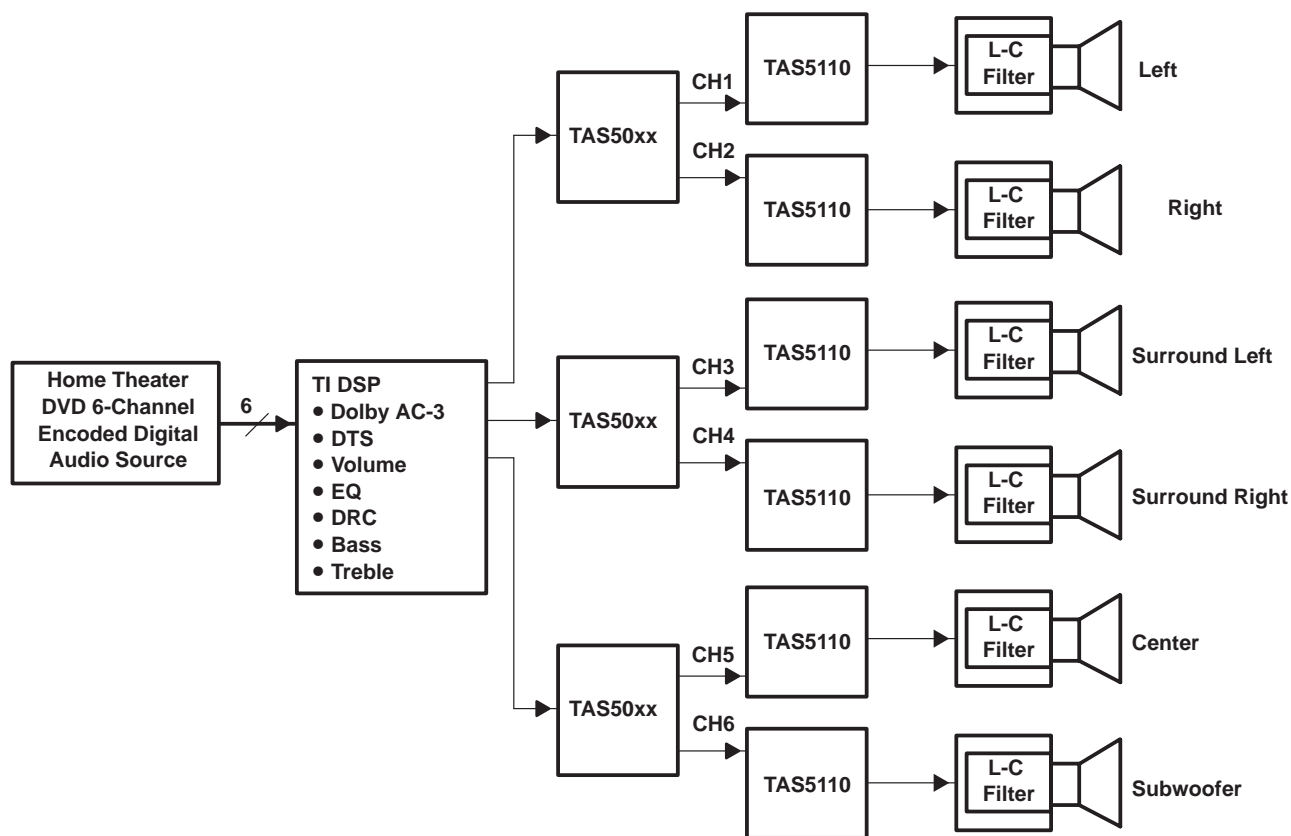 Home Theater
DVD 6-Channel
Encoded Digital
Audio Source
6
TI DSP
• Dolby AC-3
• DTS
• Volume
• EQ
• DRC
• Bass
• Treble
TAS50xx
CH1
TAS5110
L-C
Filter
Left
CH2
TAS5110
L-C
Filter
Right
TAS50xx
CH3
TAS5110
L-C
Filter
Surround Left
CH4
TAS5110
L-C
Filter
Surround Right
TAS50xx
CH5
TAS5110
L-C
Filter
Center
CH6
TAS5110
L-C
Filter
Subwoofer